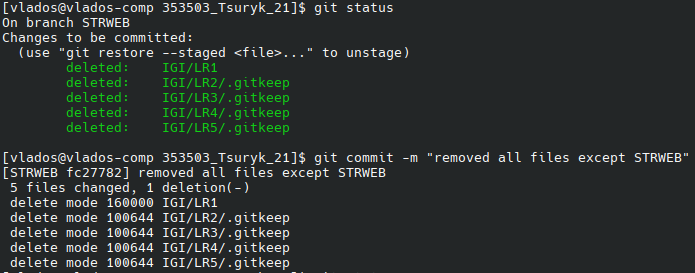 [vlados@vlados-comp 353503_Tsuryk_21]$ git status
On branch STRWEB
Changes to be committed:
  (use "git restore --staged <file>..." to unstage)
        deleted:    IGI/LR1
        deleted:    IGI/LR2/.gitkeep
        deleted:    IGI/LR3/.gitkeep
        deleted:    IGI/LR4/.gitkeep
        deleted:    IGI/LR5/.gitkeep

[vlados@vlados-comp 353503_Tsuryk_21]$ git commit -m "removed all files except STRWEB"
[STRWEB fc27782] removed all files except STRWEB
 5 files changed, 1 deletion(-)
 delete mode 160000 IGI/LR1
 delete mode 100644 IGI/LR2/.gitkeep
 delete mode 100644 IGI/LR3/.gitkeep
 delete mode 100644 IGI/LR4/.gitkeep
 delete mode 100644 IGI/LR5/.gitkeep